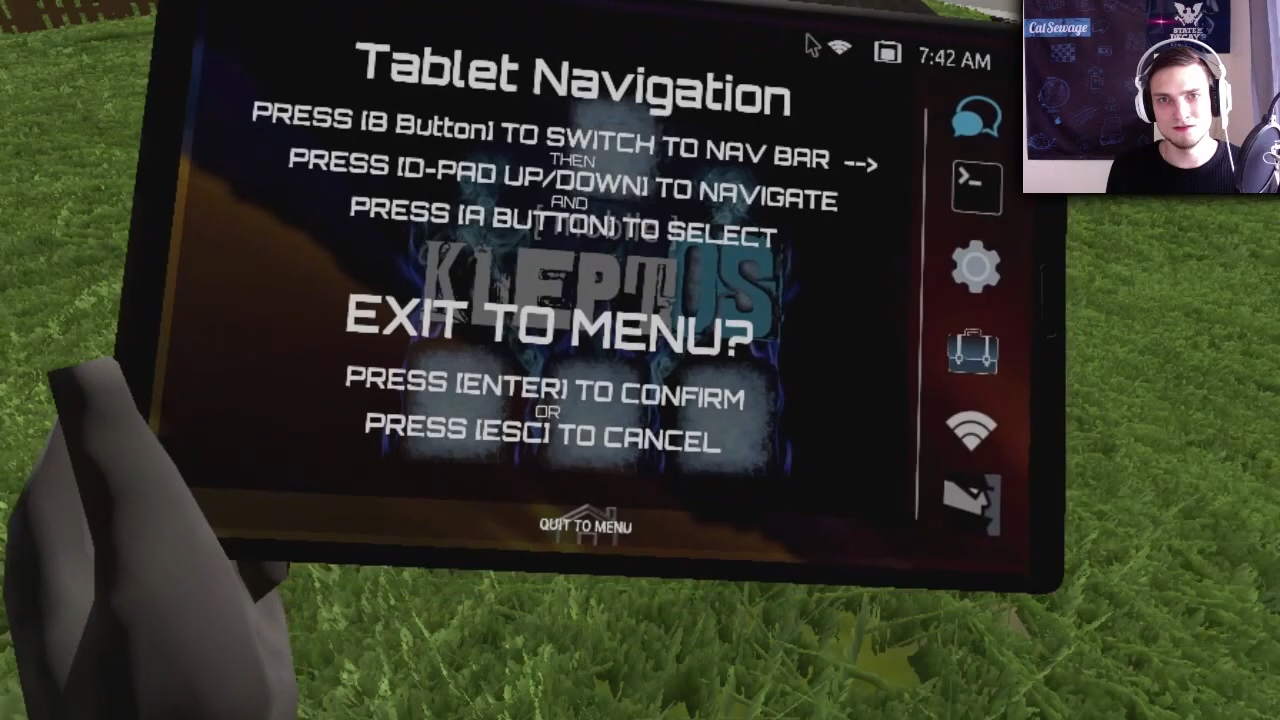 7:42 AM
Tablet Navigation
PRESS [B Button] TO SWITCH TO NAV BAR -->
THEN
PRESS [D-PAD UP/DOWN] TO NAVIGATE
AND
PRESS [A BUTTON] TO SELECT
KLEPTOS
EXIT TO MENU?
PRESS [ENTER] TO CONFIRM
OR
PRESS [ESC] TO CANCEL
QUIT TO MENU
CatSewage
STATE
DECAY